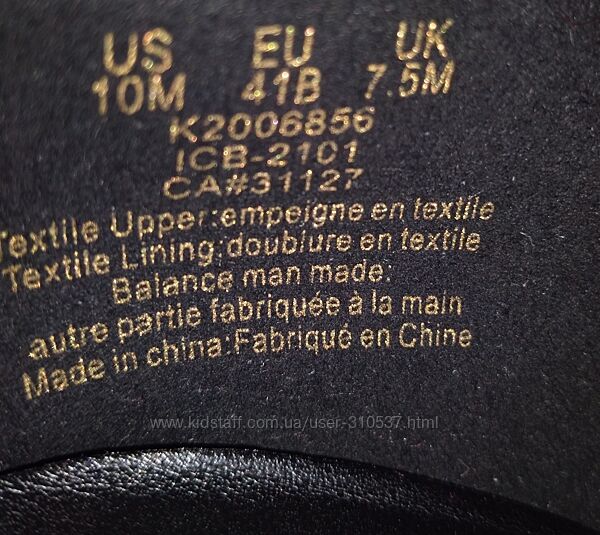 US EU UK
10M 41B 7.5M
K2006856
ICB-2101
CA#31127
Textile Upper:empeigne en textile
Textile Lining:doublure en textile
Balance man made:
autre partie fabriquée à la main
Made in china:Fabriqué en Chine
www.kidstaff.com.ua/user-310537.html